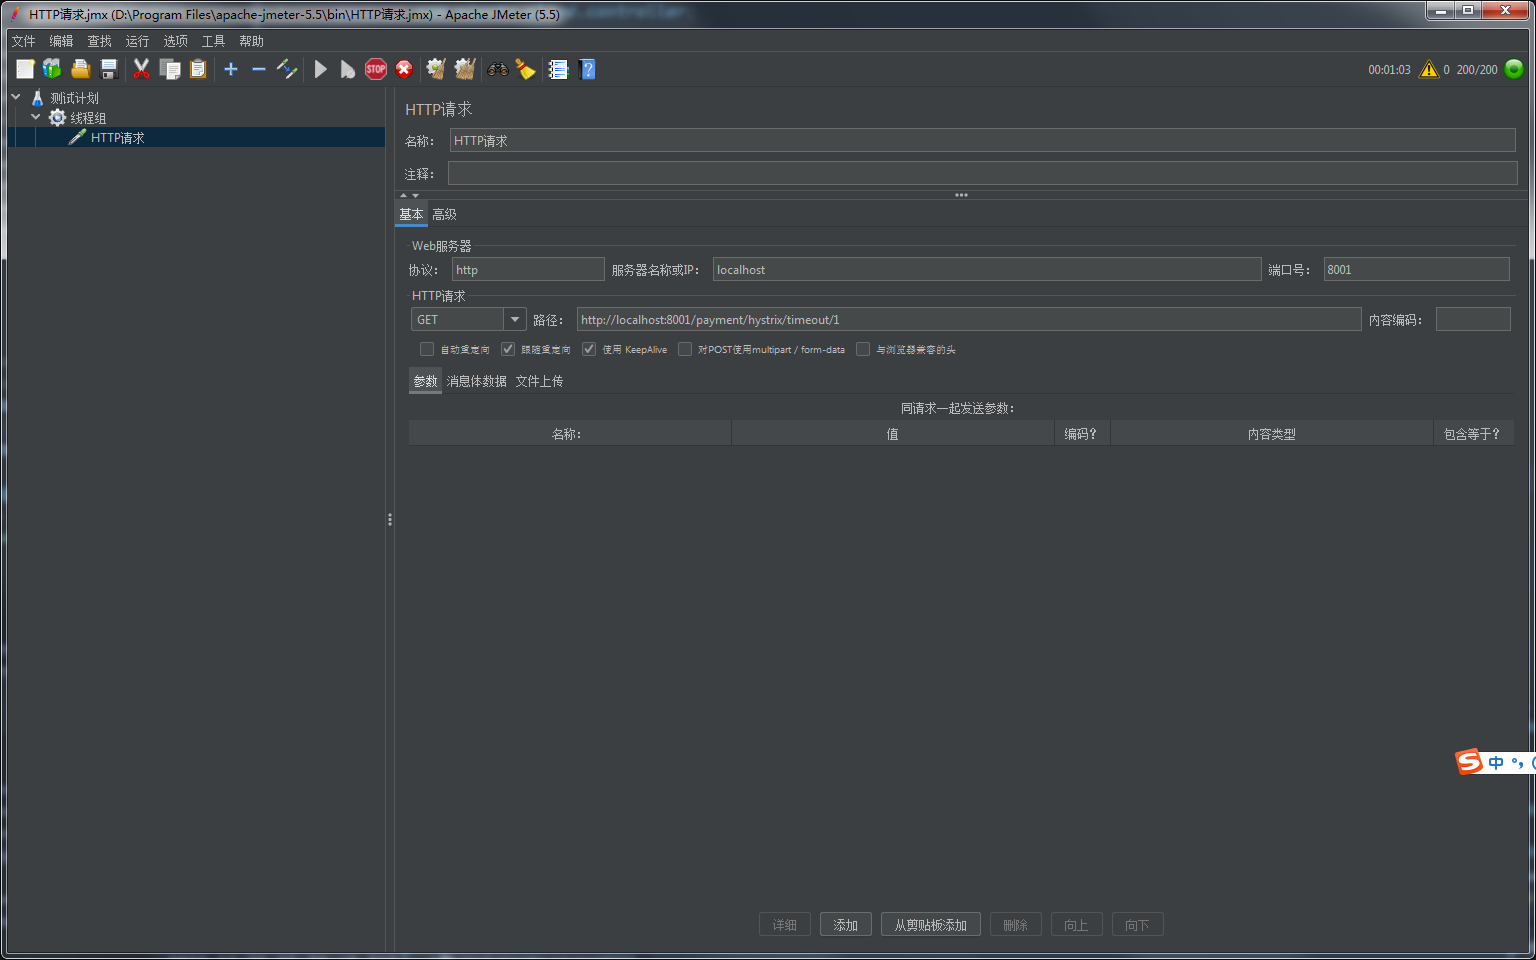 HTTP请求.jmx (D:\Program Files\apache-jmeter-5.5\bin\HTTP请求.jmx) - Apache JMeter (5.5)
文件 编辑 查找 运行 选项 工具 帮助
STOP
00:01:03 0 200/200
测试计划
线程组
HTTP请求
HTTP请求
名称： HTTP请求
注释：
基本 高级
Web服务器
协议： http 服务器名称或IP： localhost 端口号： 8001
HTTP请求
GET 路径： http://localhost:8001/payment/hystrix/timeout/1 内容编码：
自动重定向 跟随重定向 使用 KeepAlive 对POST使用multipart / form-data 与浏览器兼容的头
参数 消息体数据 文件上传
同请求一起发送参数：
名称： 值 编码？ 内容类型 包含等于？
中 °，
详细 添加 从剪贴板添加 删除 向上 向下